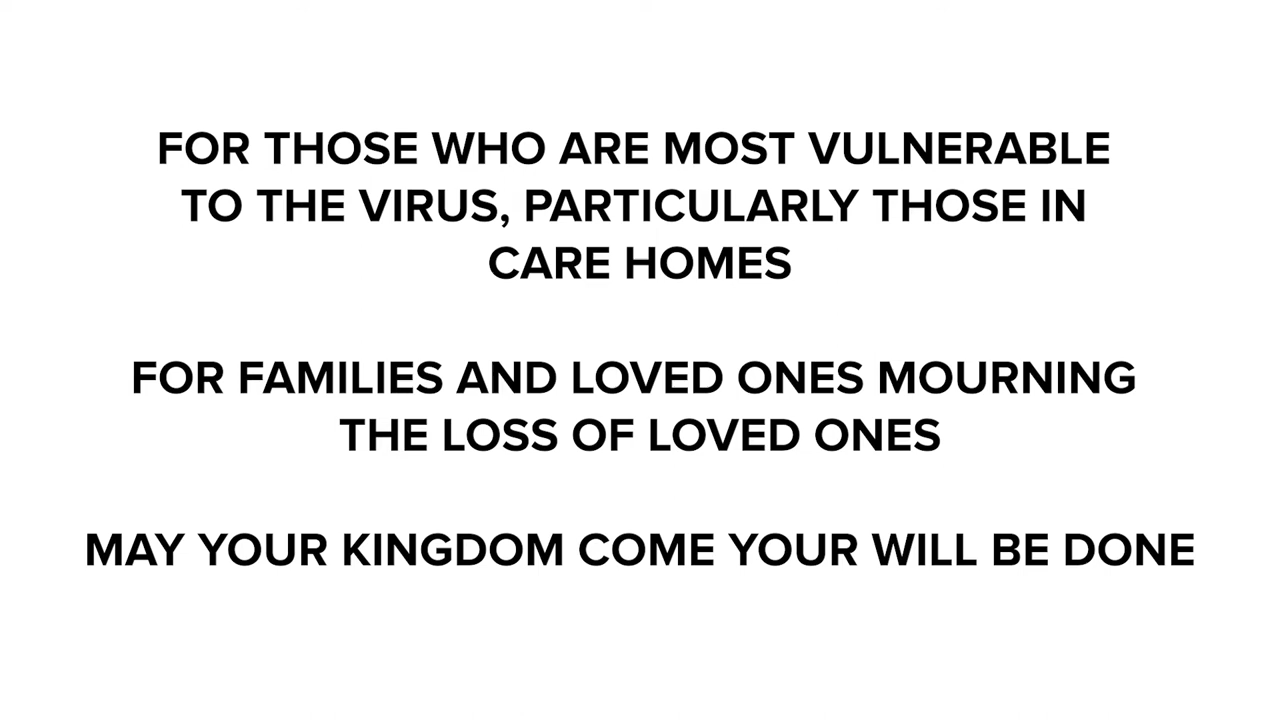 FOR THOSE WHO ARE MOST VULNERABLE
TO THE VIRUS, PARTICULARLY THOSE IN
CARE HOMES
FOR FAMILIES AND LOVED ONES MOURNING
THE LOSS OF LOVED ONES
MAY YOUR KINGDOM COME YOUR WILL BE DONE